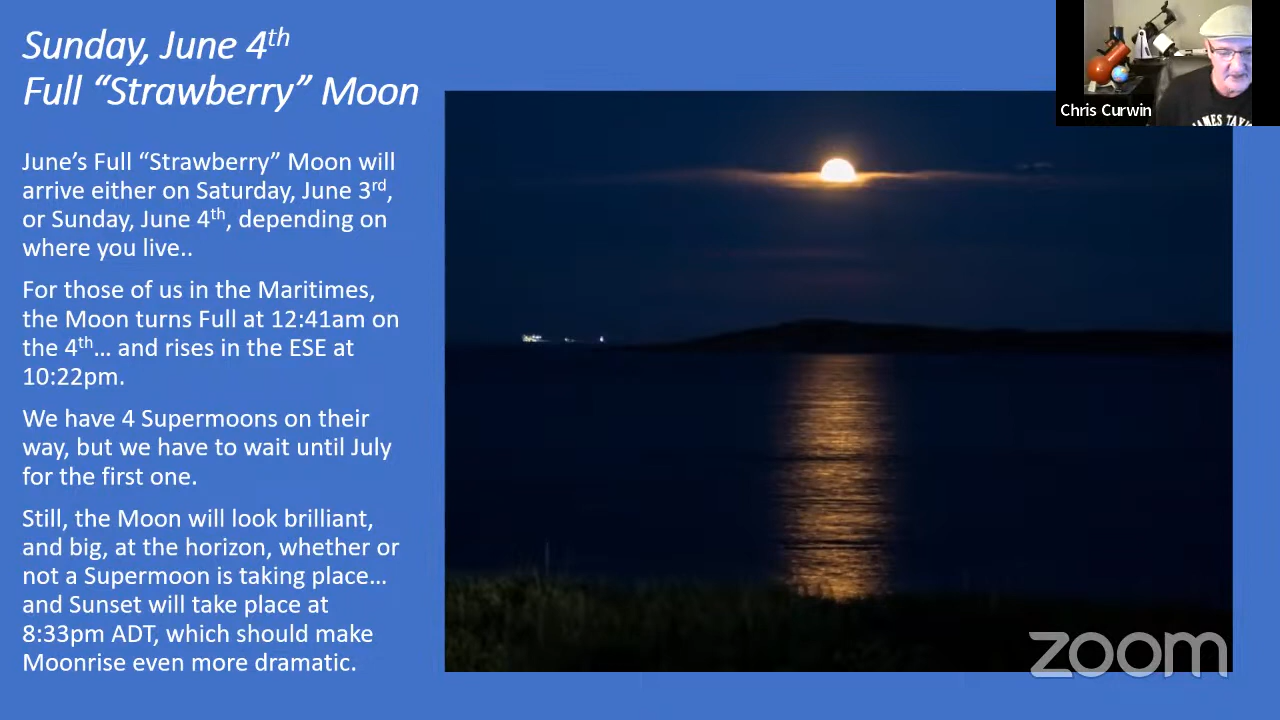 Sunday, June 4th
Full “Strawberry” Moon
June’s Full “Strawberry” Moon will
arrive either on Saturday, June 3rd,
or Sunday, June 4th, depending on
where you live..
For those of us in the Maritimes,
the Moon turns Full at 12:41am on
the 4th… and rises in the ESE at
10:22pm.
We have 4 Supermoons on their
way, but we have to wait until July
for the first one.
Still, the Moon will look brilliant,
and big, at the horizon, whether or
not a Supermoon is taking place…
and Sunset will take place at
8:33pm ADT, which should make
Moonrise even more dramatic.
Chris Curwin
zoom